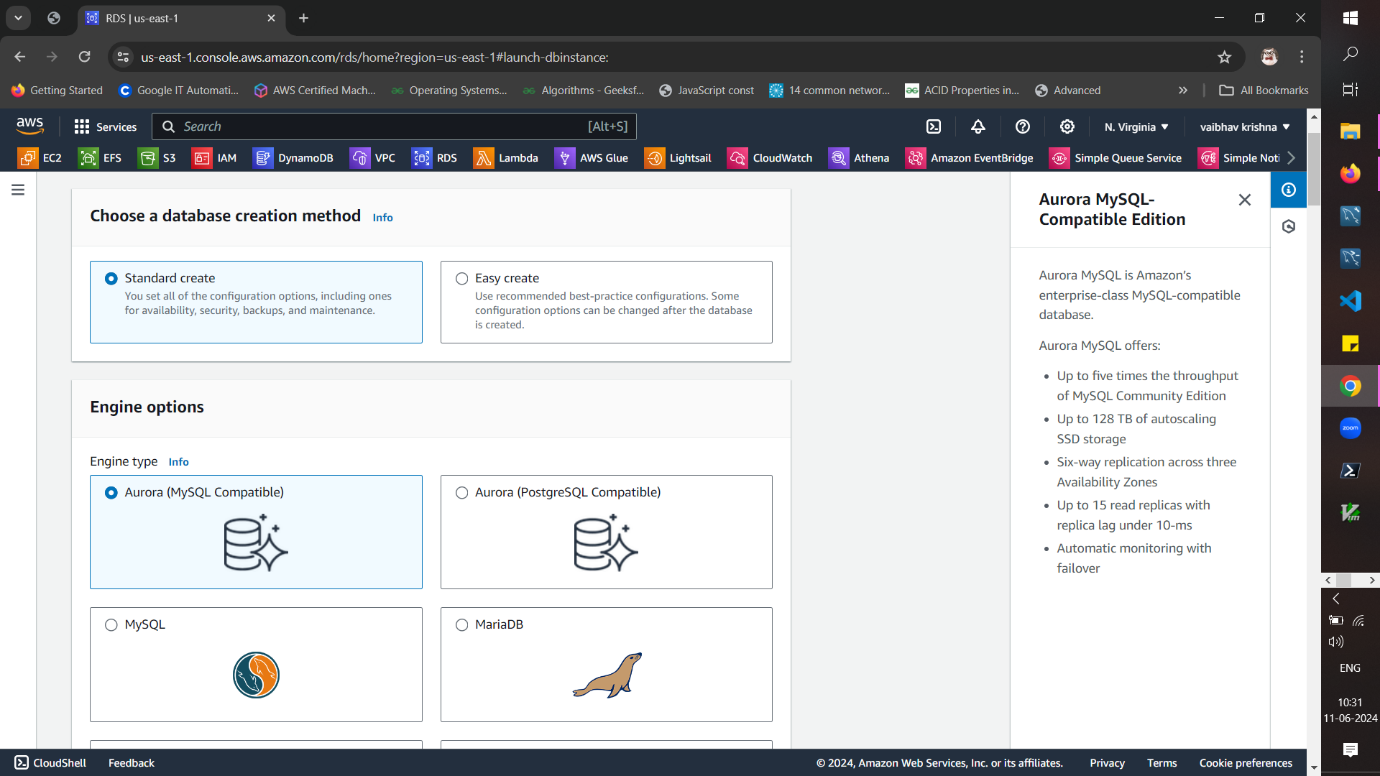 RDS | us-east-1
us-east-1.console.aws.amazon.com/rds/home?region=us-east-1#launch-dbinstance:
Getting Started
Google IT Automati...
AWS Certified Mach...
Operating Systems...
Algorithms - Geeksf...
JavaScript const
14 common networ...
ACID Properties in...
Advanced
All Bookmarks
aws
Services
Search
[Alt+S]
N. Virginia
vaibhav krishna
EC2
EFS
S3
IAM
DynamoDB
VPC
RDS
Lambda
AWS Glue
Lightsail
CloudWatch
Athena
Amazon EventBridge
Simple Queue Service
Simple Noti
Choose a database creation method Info
Standard create
You set all of the configuration options, including ones
for availability, security, backups, and maintenance.
Easy create
Use recommended best-practice configurations. Some
configuration options can be changed after the database
is created.
Engine options
Engine type Info
Aurora (MySQL Compatible)
Aurora (PostgreSQL Compatible)
MySQL
MariaDB
Aurora MySQL-
Compatible Edition
Aurora MySQL is Amazon's
enterprise-class MySQL-compatible
database.
Aurora MySQL offers:
• Up to five times the throughput
of MySQL Community Edition
• Up to 128 TB of autoscaling
SSD storage
• Six-way replication across three
Availability Zones
• Up to 15 read replicas with
replica lag under 10-ms
• Automatic monitoring with
failover
CloudShell
Feedback
© 2024, Amazon Web Services, Inc. or its affiliates.
Privacy
Terms
Cookie preferences
zoom
ENG
10:31
11-06-2024